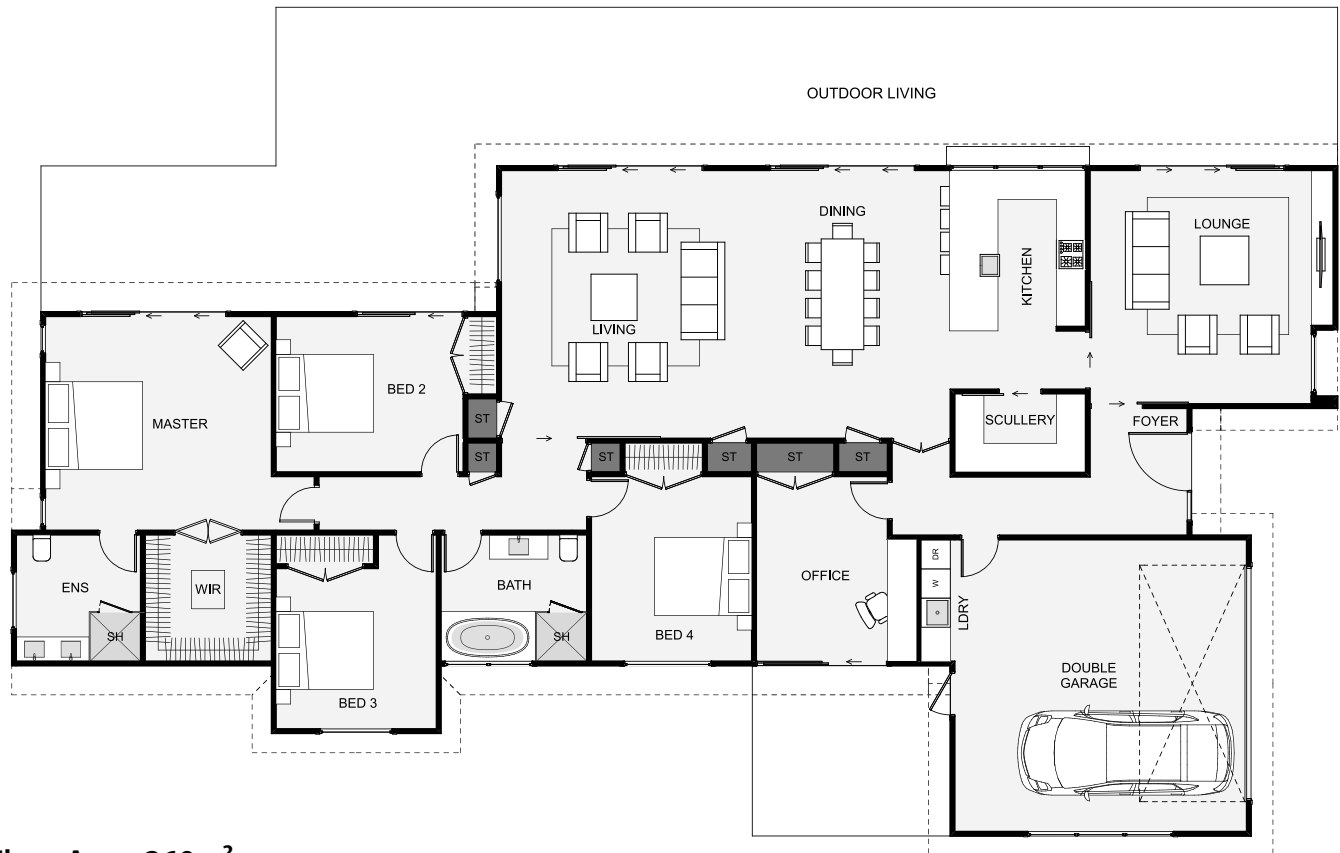 OUTDOOR LIVING
DINING
LOUNGE
KITCHEN
LIVING
BED 2
MASTER
ST
SCULLERY
FOYER
ST
ST
ST
ST
ST
DR
W
LDRY
ENS
WIR
BATH
OFFICE
SH
SH
BED 4
BED 3
DOUBLE
GARAGE